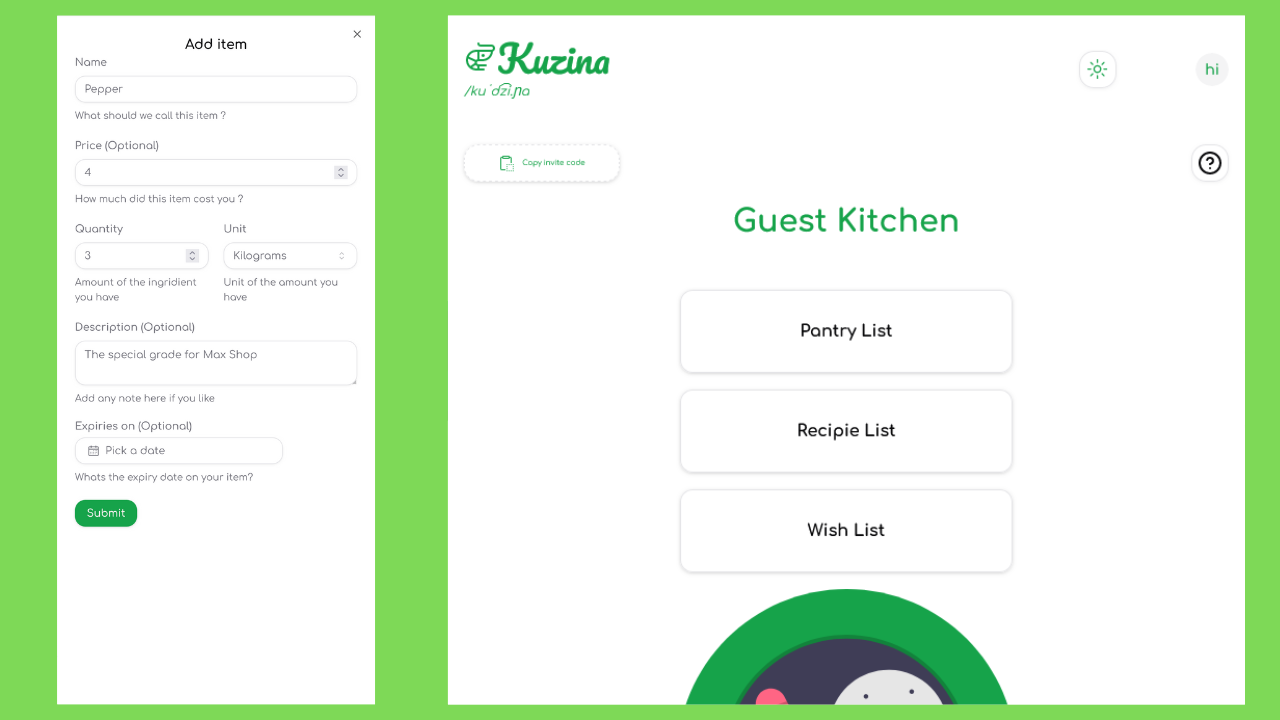 Add item
Name
Pepper
What should we call this item ?
Price (Optional)
4
How much did this item cost you ?
Quantity
Unit
3
Kilograms
Amount of the ingridient
you have
Unit of the amount you
have
Description (Optional)
The special grade for Max Shop
Add any note here if you like
Expiries on (Optional)
Pick a date
Whats the expiry date on your item?
Submit
Kuzina
/kuˈdzi.ɲa
hi
Copy invite code
Guest Kitchen
Pantry List
Recipie List
Wish List